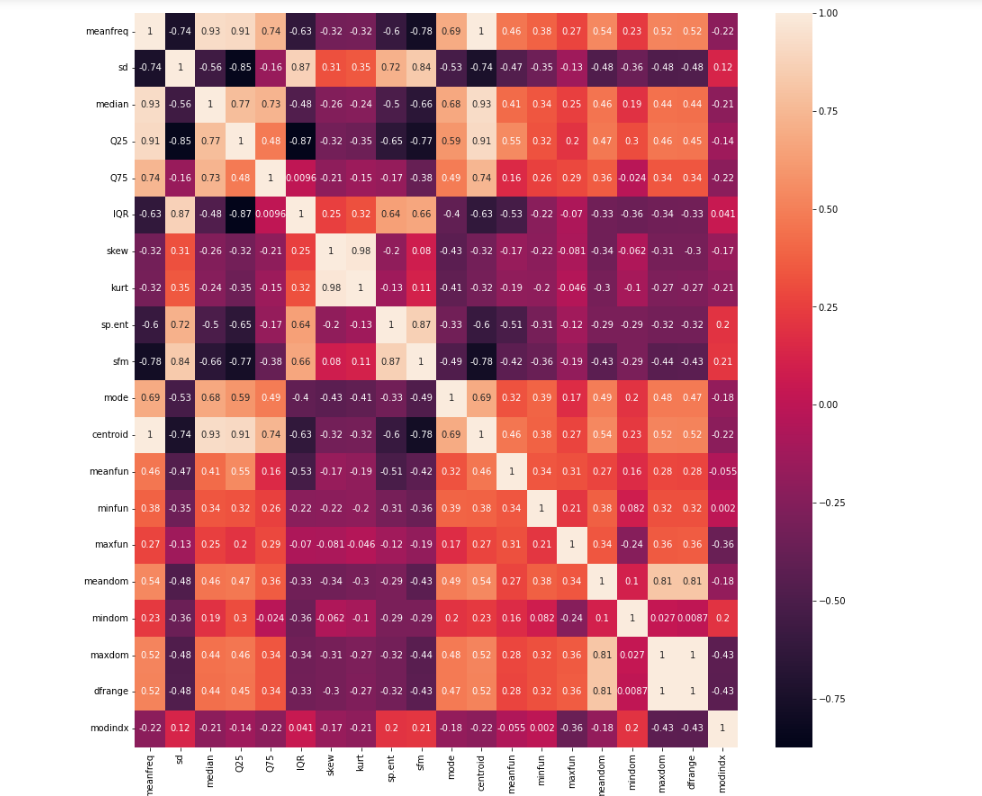 meanfreq 1 -0.74 0.93 0.91 0.74 -0.63 -0.32 -0.32 -0.6 -0.78 0.69 1 0.46 0.38 0.27 0.54 0.23 0.52 0.52 -0.22
sd -0.74 1 -0.56 -0.85 -0.16 0.87 0.31 0.35 0.72 0.84 -0.53 -0.74 -0.47 -0.35 -0.13 -0.48 -0.36 -0.48 -0.48 0.12
median 0.93 -0.56 1 0.77 0.73 -0.48 -0.26 -0.24 -0.5 -0.66 0.68 0.93 0.41 0.34 0.25 0.46 0.19 0.44 0.44 -0.21
Q25 0.91 -0.85 0.77 1 0.48 -0.87 -0.32 -0.35 -0.65 -0.77 0.59 0.91 0.55 0.32 0.2 0.47 0.3 0.46 0.45 -0.14
Q75 0.74 -0.16 0.73 0.48 1 0.0096 -0.21 -0.15 -0.17 -0.38 0.49 0.74 0.16 0.26 0.29 0.36 -0.024 0.34 0.34 -0.22
IQR -0.63 0.87 -0.48 -0.87 0.0096 1 0.25 0.32 0.64 0.66 -0.4 -0.63 -0.53 -0.22 -0.07 -0.33 -0.36 -0.34 -0.33 0.041
skew -0.32 0.31 -0.26 -0.32 -0.21 0.25 1 0.98 -0.2 0.08 -0.43 -0.32 -0.17 -0.22 -0.081 -0.34 -0.062 -0.31 -0.3 -0.17
kurt -0.32 0.35 -0.24 -0.35 -0.15 0.32 0.98 1 -0.13 0.11 -0.41 -0.32 -0.19 -0.2 -0.046 -0.3 -0.1 -0.27 -0.27 -0.21
sp.ent -0.6 0.72 -0.5 -0.65 -0.17 0.64 -0.2 -0.13 1 0.87 -0.33 -0.6 -0.51 -0.31 -0.12 -0.29 -0.29 -0.32 -0.32 0.2
sfm -0.78 0.84 -0.66 -0.77 -0.38 0.66 0.08 0.11 0.87 1 -0.49 -0.78 -0.42 -0.36 -0.19 -0.43 -0.29 -0.44 -0.43 0.21
mode 0.69 -0.53 0.68 0.59 0.49 -0.4 -0.43 -0.41 -0.33 -0.49 1 0.69 0.32 0.39 0.17 0.49 0.2 0.48 0.47 -0.18
centroid 1 -0.74 0.93 0.91 0.74 -0.63 -0.32 -0.32 -0.6 -0.78 0.69 1 0.46 0.38 0.27 0.54 0.23 0.52 0.52 -0.22
meanfun 0.46 -0.47 0.41 0.55 0.16 -0.53 -0.17 -0.19 -0.51 -0.42 0.32 0.46 1 0.34 0.31 0.27 0.16 0.28 0.28 -0.055
minfun 0.38 -0.35 0.34 0.32 0.26 -0.22 -0.22 -0.2 -0.31 -0.36 0.39 0.38 0.34 1 0.21 0.38 0.082 0.32 0.32 0.002
maxfun 0.27 -0.13 0.25 0.2 0.29 -0.07 -0.081 -0.046 -0.12 -0.19 0.17 0.27 0.31 0.21 1 0.34 -0.24 0.36 0.36 -0.36
meandom 0.54 -0.48 0.46 0.47 0.36 -0.33 -0.34 -0.3 -0.29 -0.43 0.49 0.54 0.27 0.38 0.34 1 0.1 0.81 0.81 -0.18
mindom 0.23 -0.36 0.19 0.3 -0.024 -0.36 -0.062 -0.1 -0.29 -0.29 0.2 0.23 0.16 0.082 -0.24 0.1 1 0.027 0.0087 0.2
maxdom 0.52 -0.48 0.44 0.46 0.34 -0.34 -0.31 -0.27 -0.32 -0.44 0.48 0.52 0.28 0.32 0.36 0.81 0.027 1 1 -0.43
dfrange 0.52 -0.48 0.44 0.45 0.34 -0.33 -0.3 -0.27 -0.32 -0.43 0.47 0.52 0.28 0.32 0.36 0.81 0.0087 1 1 -0.43
modindx -0.22 0.12 -0.21 -0.14 -0.22 0.041 -0.17 -0.21 0.2 0.21 -0.18 -0.22 -0.055 0.002 -0.36 -0.18 0.2 -0.43 -0.43 1
meanfreq sd median Q25 Q75 IQR skew kurt sp.ent sfm mode centroid meanfun minfun maxfun meandom mindom maxdom dfrange modindx
1.00
0.75
0.50
0.25
0.00
−0.25
−0.50
−0.75